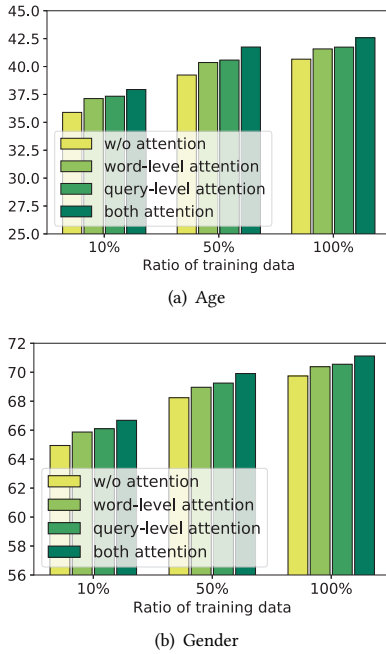 45.0
42.5
40.0
37.5
35.0
32.5
30.0
27.5
25.0
w/o attention
word-level attention
query-level attention
both attention
10% 50% 100%
Ratio of training data
(a) Age
72
70
68
66
64
62
60
58
56
w/o attention
word-level attention
query-level attention
both attention
10% 50% 100%
Ratio of training data
(b) Gender